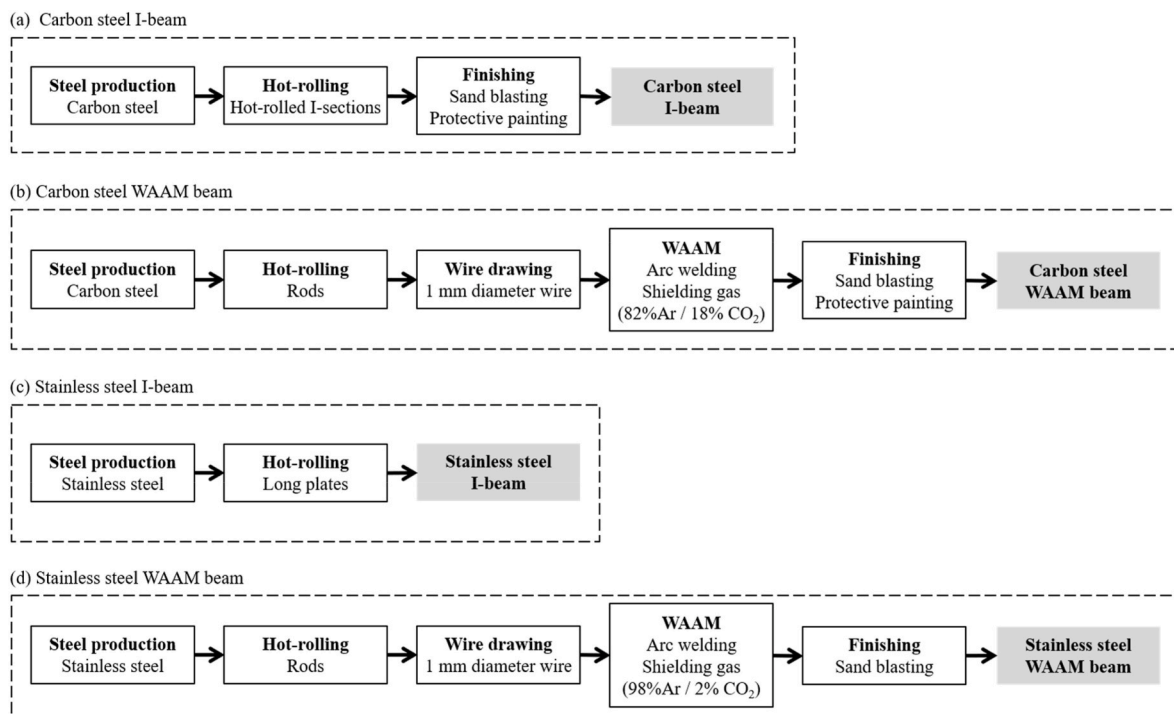 (a) Carbon steel I-beam
Steel production
Carbon steel
Hot-rolling
Hot-rolled I-sections
Finishing
Sand blasting
Protective painting
Carbon steel
I-beam
(b) Carbon steel WAAM beam
Steel production
Carbon steel
Hot-rolling
Rods
Wire drawing
1 mm diameter wire
WAAM
Arc welding
Shielding gas
(82%Ar / 18% CO₂)
Finishing
Sand blasting
Protective painting
Carbon steel
WAAM beam
(c) Stainless steel I-beam
Steel production
Stainless steel
Hot-rolling
Long plates
Stainless steel
I-beam
(d) Stainless steel WAAM beam
Steel production
Stainless steel
Hot-rolling
Rods
Wire drawing
1 mm diameter wire
WAAM
Arc welding
Shielding gas
(98%Ar / 2% CO₂)
Finishing
Sand blasting
Stainless steel
WAAM beam